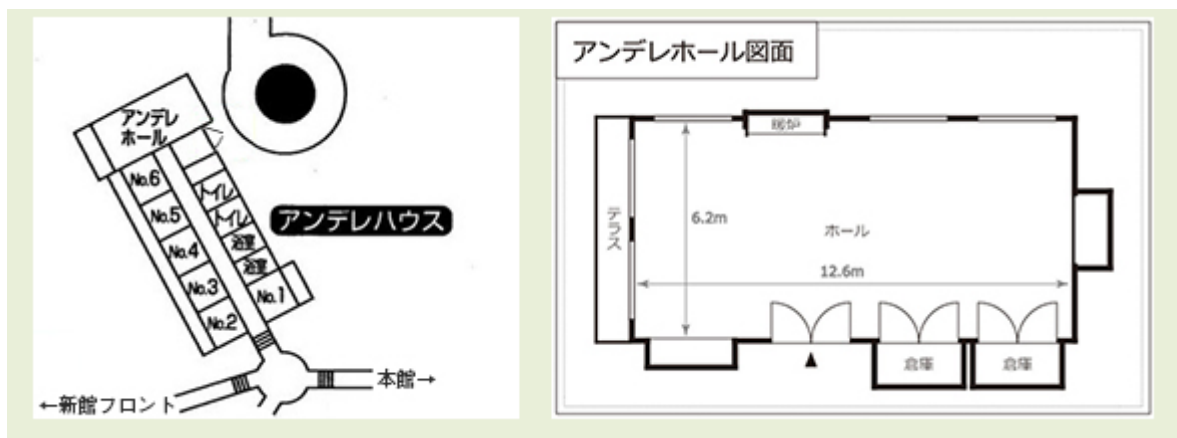 アンデレ
ホール
No.6
No.5
No.4
No.3
No.2
トイレ
トイレ
浴室
浴室
No.1
アンデレハウス
本館→
←新館フロント
アンデレホール図面
暖炉
テラス
6.2m
ホール
12.6m
倉庫
倉庫